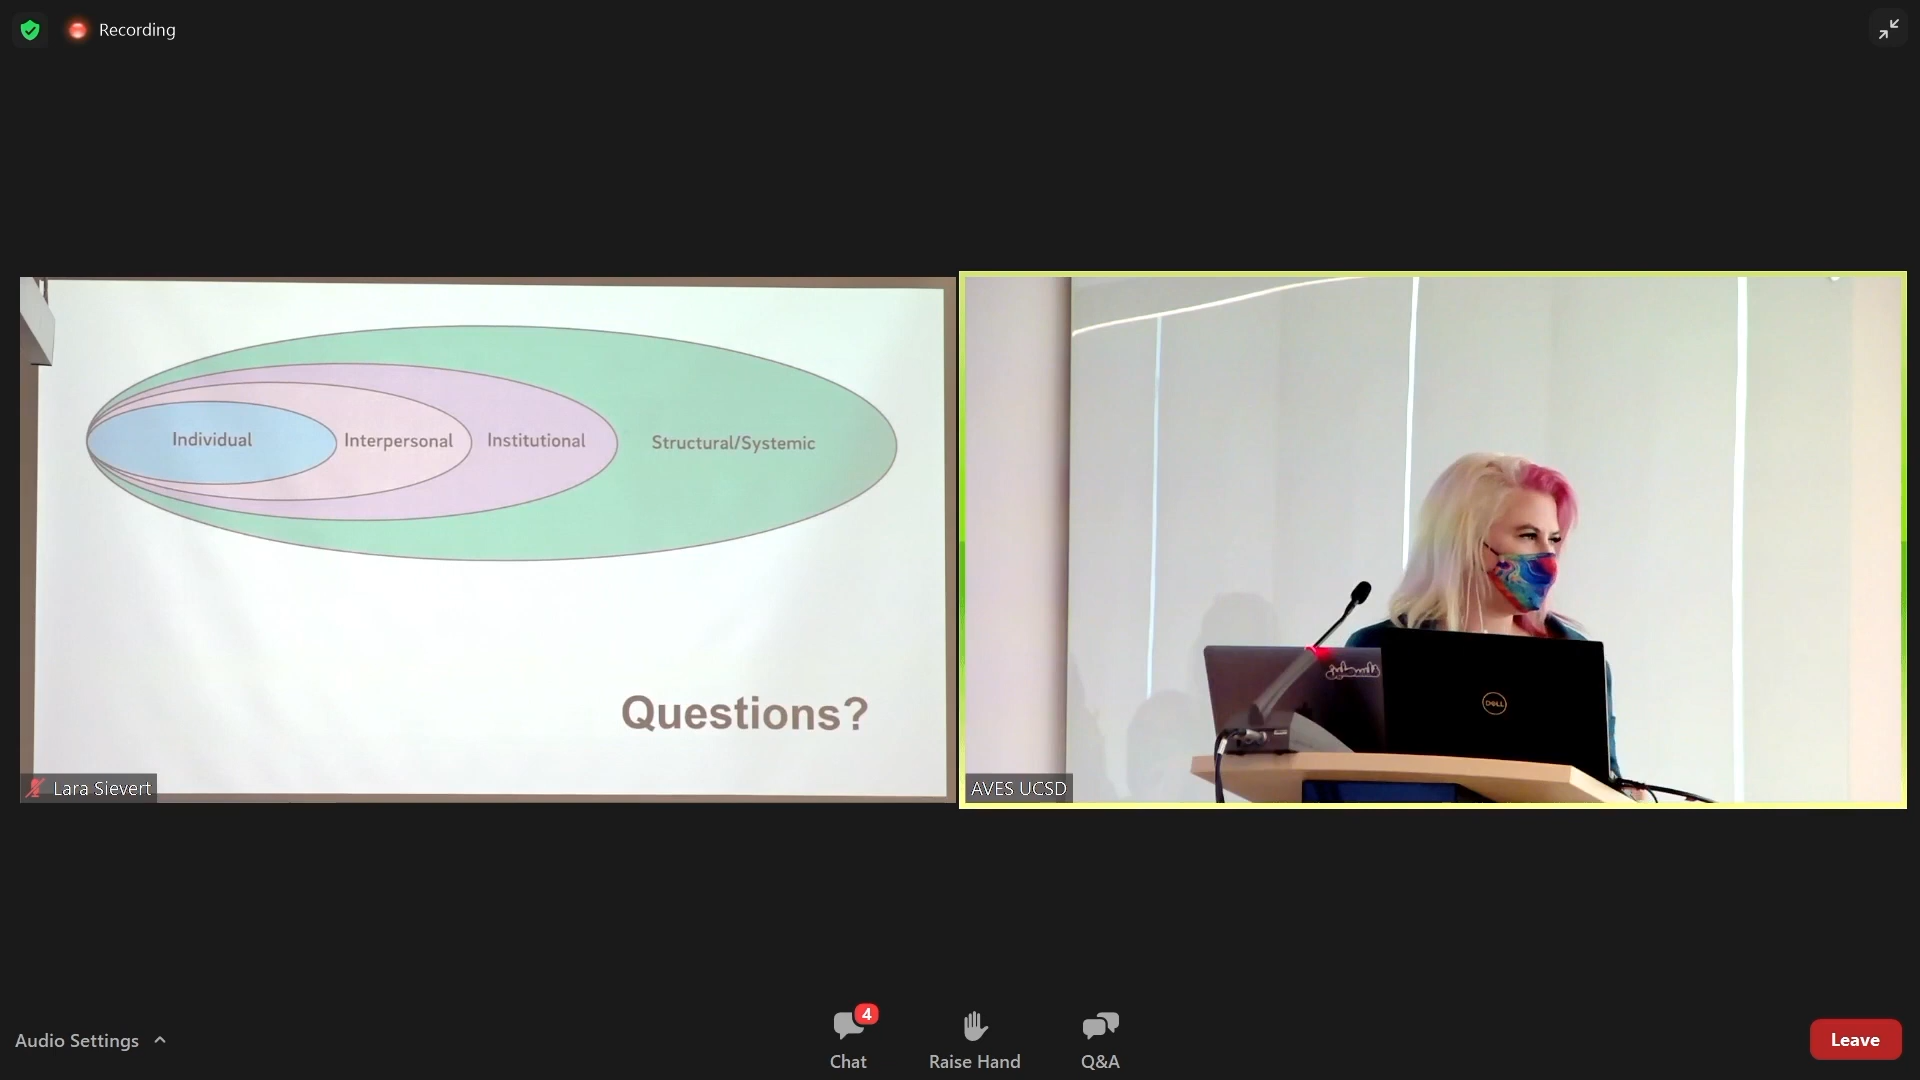 Recording
Individual
Interpersonal
Institutional
Structural/Systemic
Questions?
Lara Sievert
فلسطين
DELL
AVES UCSD
Audio Settings
4
Chat
Raise Hand
Q&A
Leave